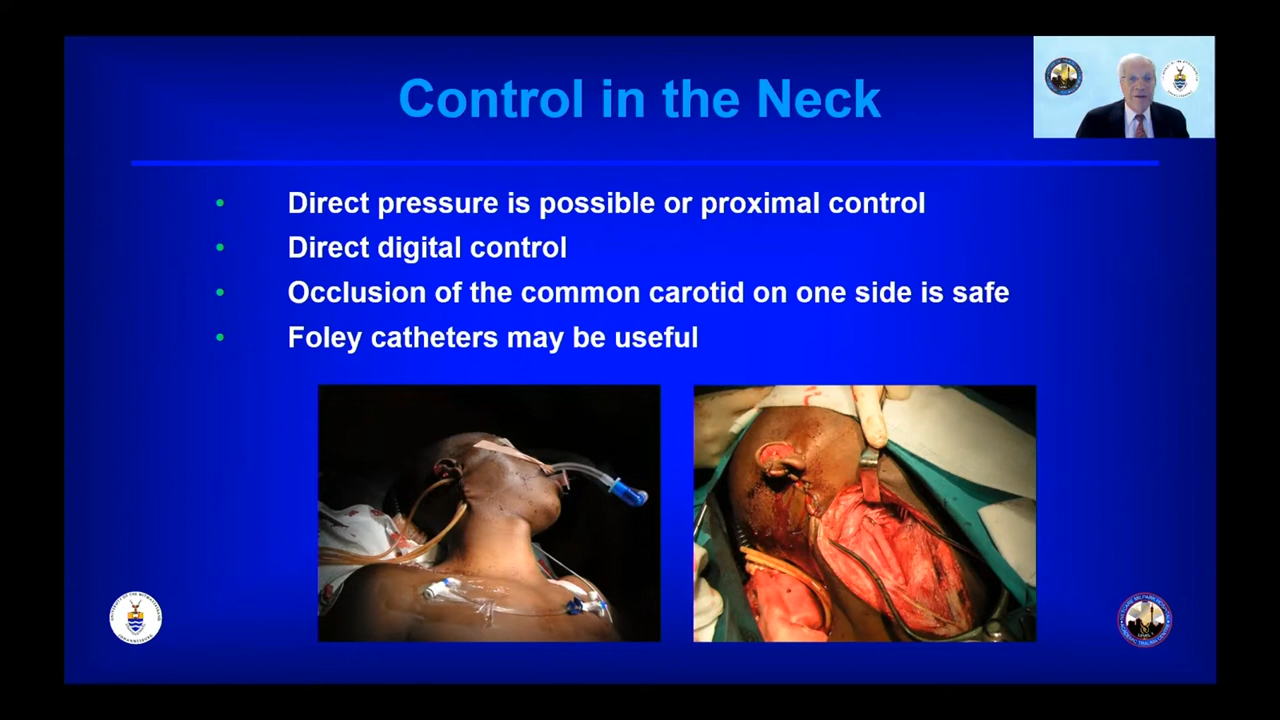 Control in the Neck
• Direct pressure is possible or proximal control
• Direct digital control
• Occlusion of the common carotid on one side is safe
• Foley catheters may be useful